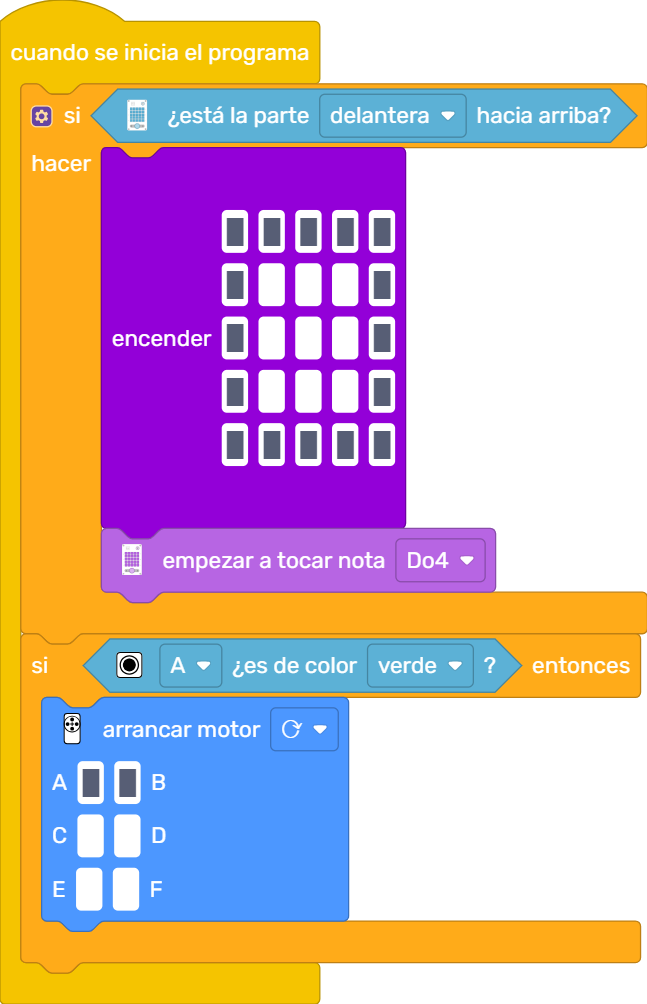 cuando se inicia el programa
si ¿está la parte delantera hacia arriba?
hacer
encender
empezar a tocar nota Do4
si A ¿es de color verde ? entonces
arrancar motor
A B
C D
E F